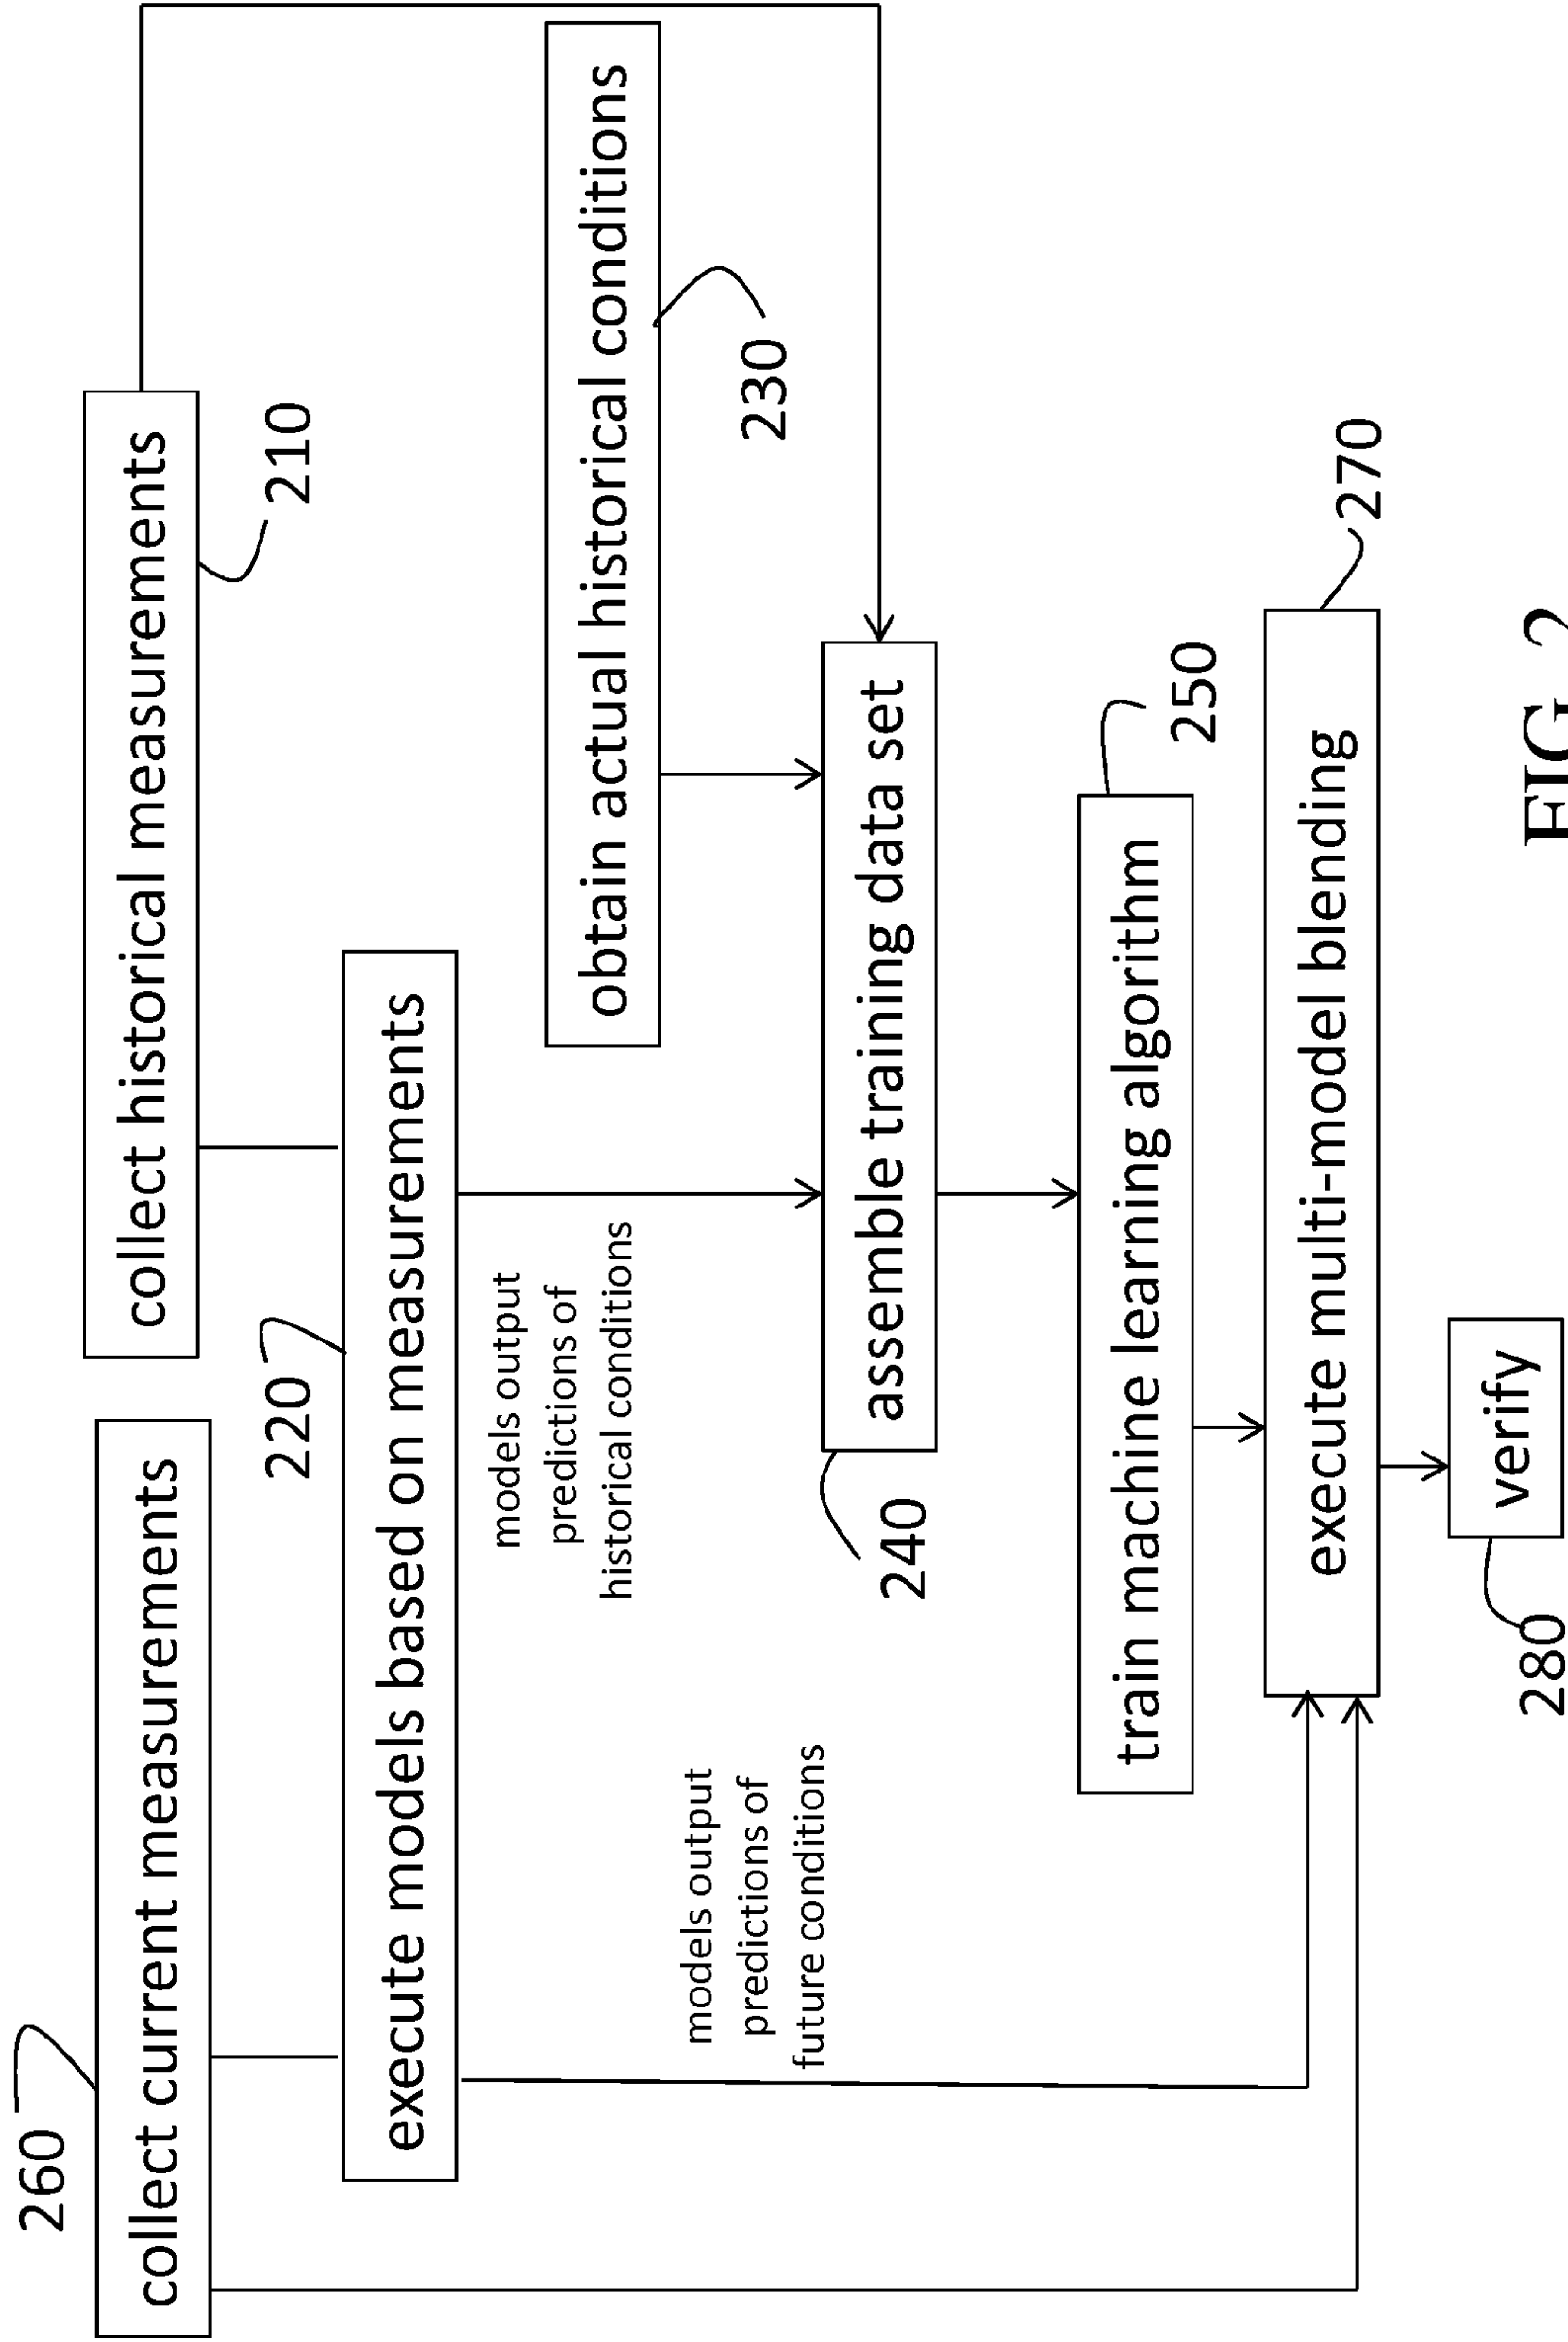 260
collect current measurements
collect historical measurements
210
220
execute models based on measurements
models output
predictions of
historical conditions
obtain actual historical conditions
230
models output
predictions of
future conditions
assemble training data set
240
train machine learning algorithm
250
execute multi-model blending
270
verify
280
FIG. 2